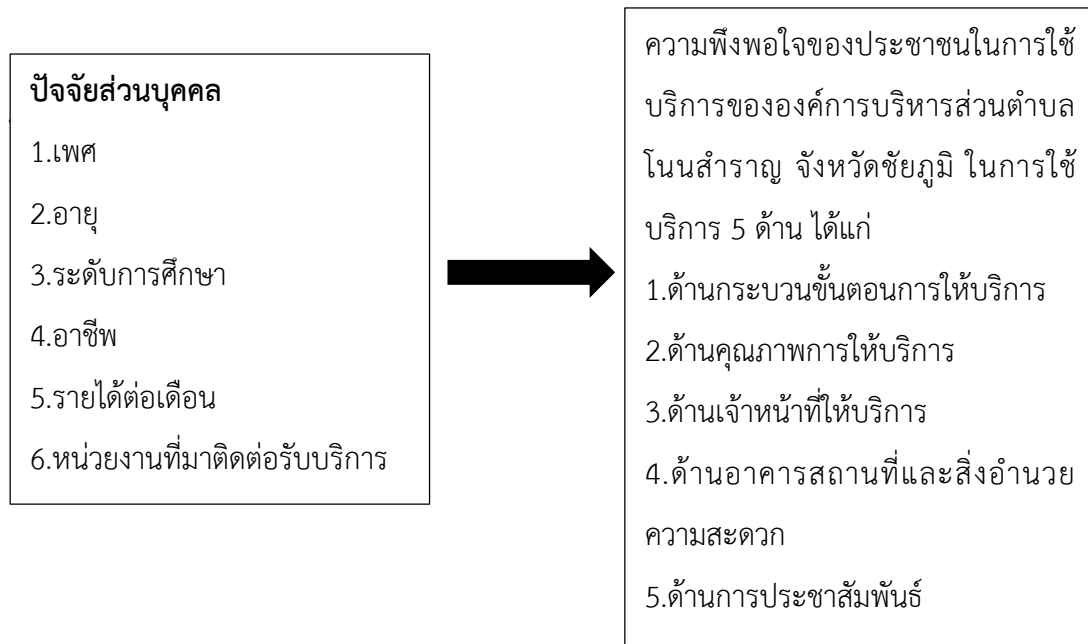 ปัจจัยส่วนบุคคล
1.เพศ
2.อายุ
3.ระดับการศึกษา
4.อาชีพ
5.รายได้ต่อเดือน
6.หน่วยงานที่มาติดต่อรับบริการ
ความพึงพอใจของประชาชนในการใช้
บริการขององค์การบริหารส่วนตำบล
โนนสำราญ จังหวัดชัยภูมิ ในการใช้
บริการ 5 ด้าน ได้แก่
1.ด้านกระบวนขั้นตอนการให้บริการ
2.ด้านคุณภาพการให้บริการ
3.ด้านเจ้าหน้าที่ให้บริการ
4.ด้านอาคารสถานที่และสิ่งอำนวย
ความสะดวก
5.ด้านการประชาสัมพันธ์